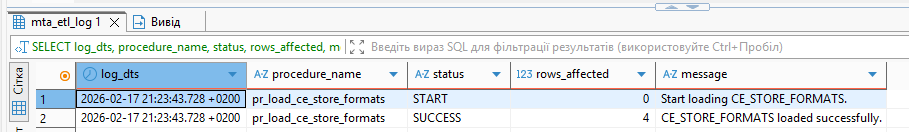 mta_etl_log 1 Вивід
SELECT log_dts, procedure_name, status, rows_affected, m Введіть вираз SQL для фільтрації результатів (використовуйте Ctrl+Пробіл)
Сітка
log_dts A-Z procedure_name A-Z status 123 rows_affected A-Z message
1 2026-02-17 21:23:43.728 +0200 pr_load_ce_store_formats START 0 Start loading CE_STORE_FORMATS.
2 2026-02-17 21:23:43.728 +0200 pr_load_ce_store_formats SUCCESS 4 CE_STORE_FORMATS loaded successfully.